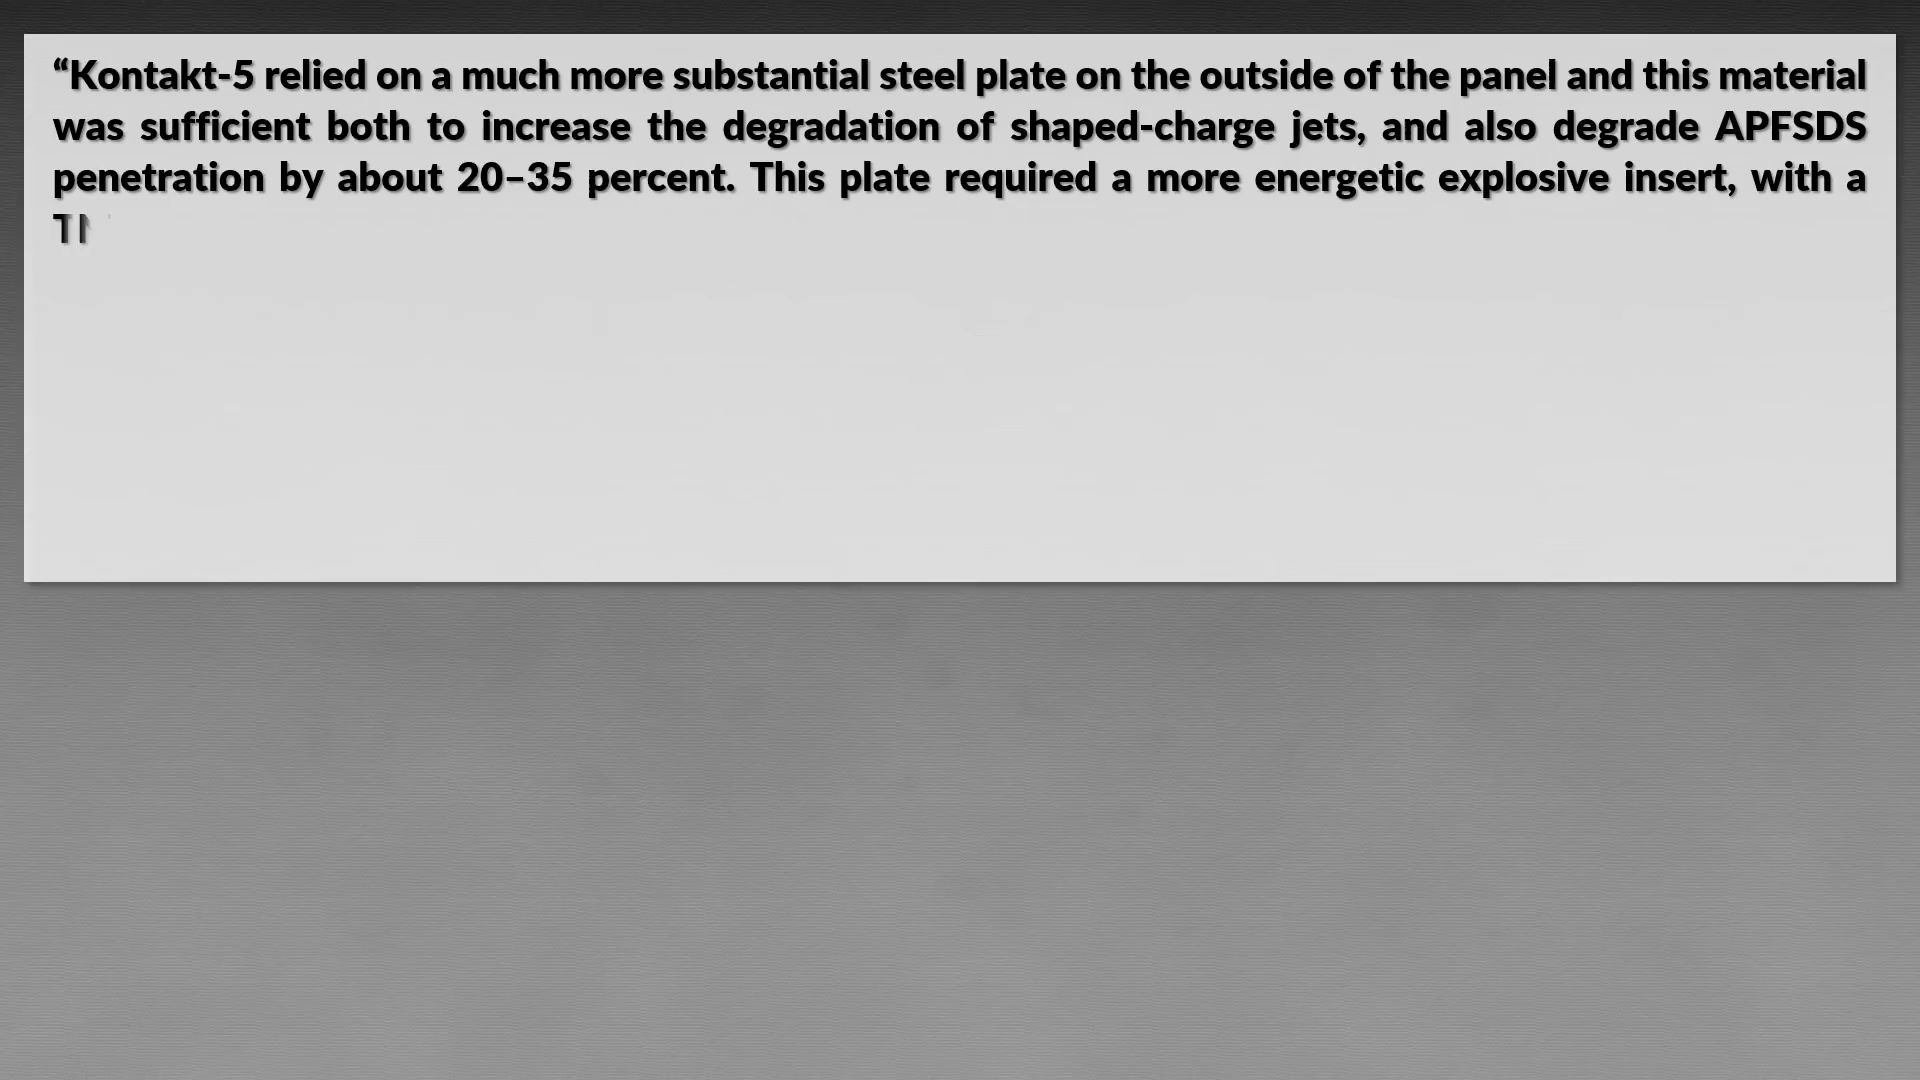 “Kontakt-5 relied on a much more substantial steel plate on the outside of the panel and this material
was sufficient both to increase the degradation of shaped-charge jets, and also degrade APFSDS
penetration by about 20–35 percent. This plate required a more energetic explosive insert, with a